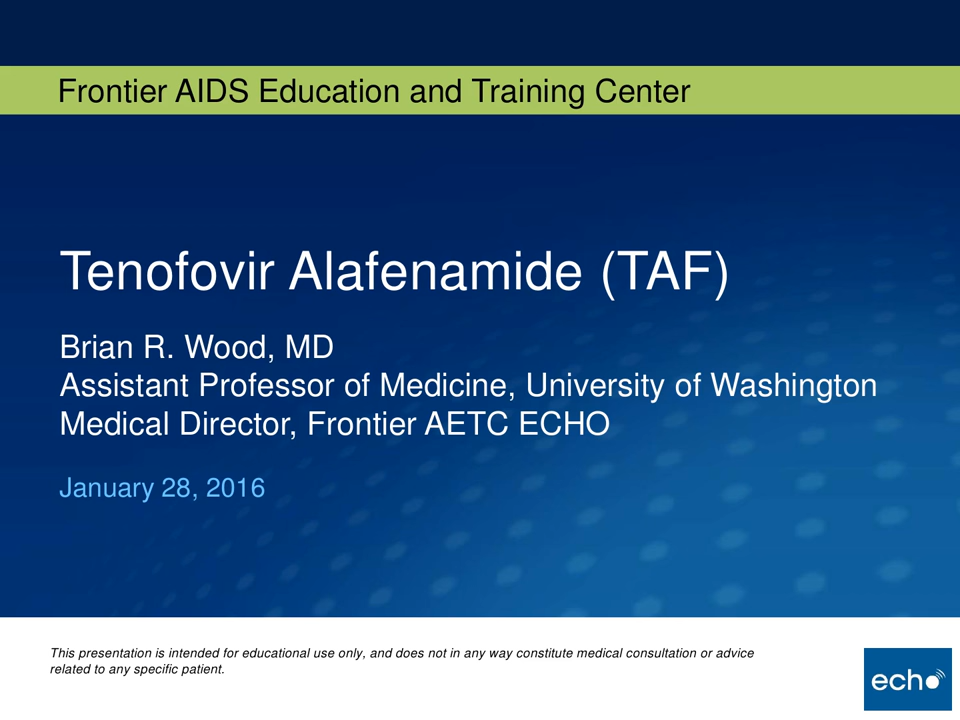 Frontier AIDS Education and Training Center
Tenofovir Alafenamide (TAF)
Brian R. Wood, MD
Assistant Professor of Medicine, University of Washington
Medical Director, Frontier AETC ECHO
January 28, 2016
This presentation is intended for educational use only, and does not in any way constitute medical consultation or advice
related to any specific patient.
echo